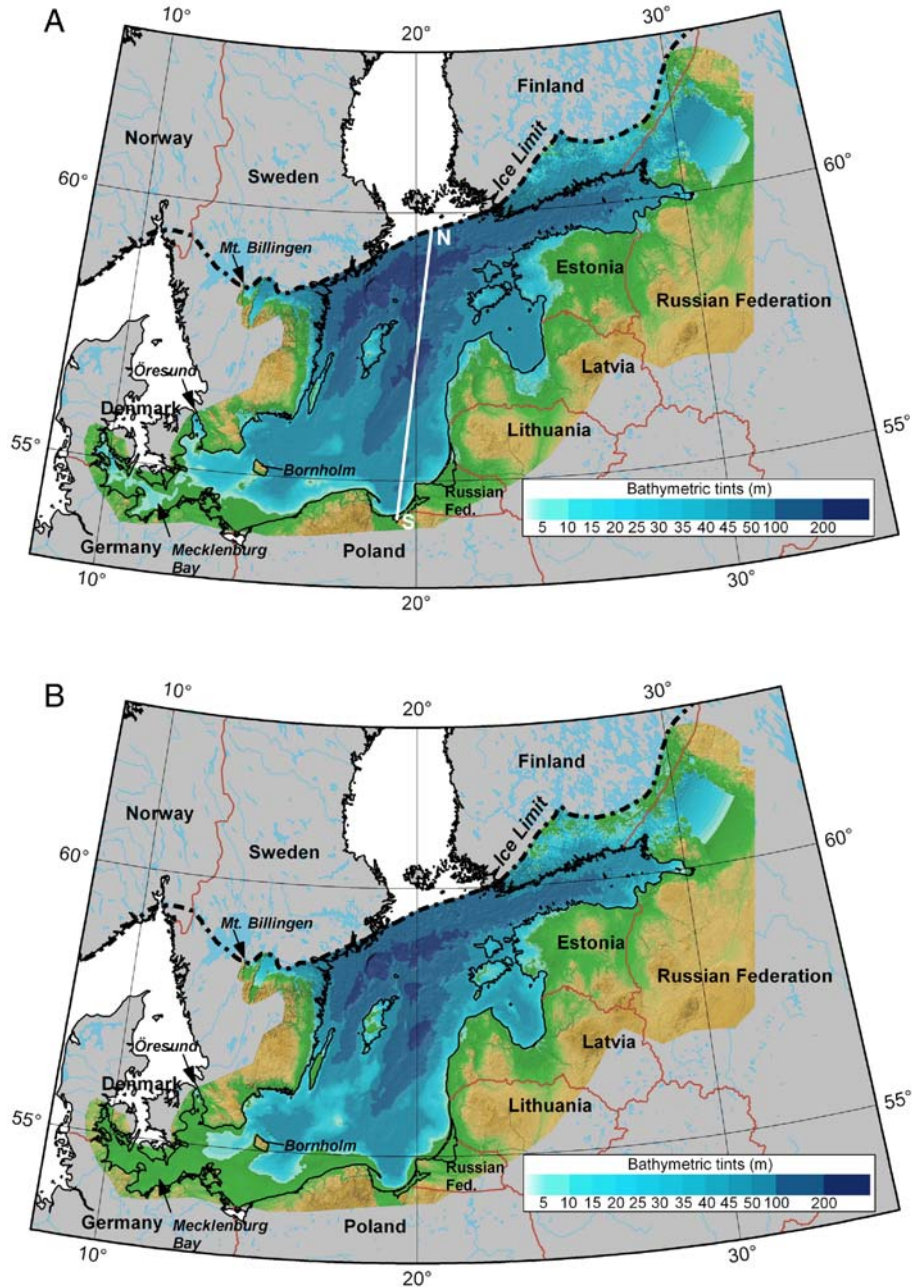 A
10°
20°
30°
Finland
Norway
Ice Limit
60°
60°
Sweden
N
Mt. Billingen
Estonia
Russian Federation
Öresund
Latvia
Denmark
Lithuania
55°
55°
Bornholm
Russian
Fed.
Bathymetric tints (m)
5 10 15 20 25 30 35 40 45 50 100 200
S
Germany
Mecklenburg
Bay
Poland
10°
30°
20°
B
10°
20°
30°
Finland
Norway
Ice Limit
60°
60°
Sweden
Mt. Billingen
Estonia
Russian Federation
Öresund
Latvia
Denmark
Lithuania
55°
55°
Bornholm
Russian
Fed.
Bathymetric tints (m)
5 10 15 20 25 30 35 40 45 50 100 200
Germany
Mecklenburg
Bay
Poland
10°
30°
20°